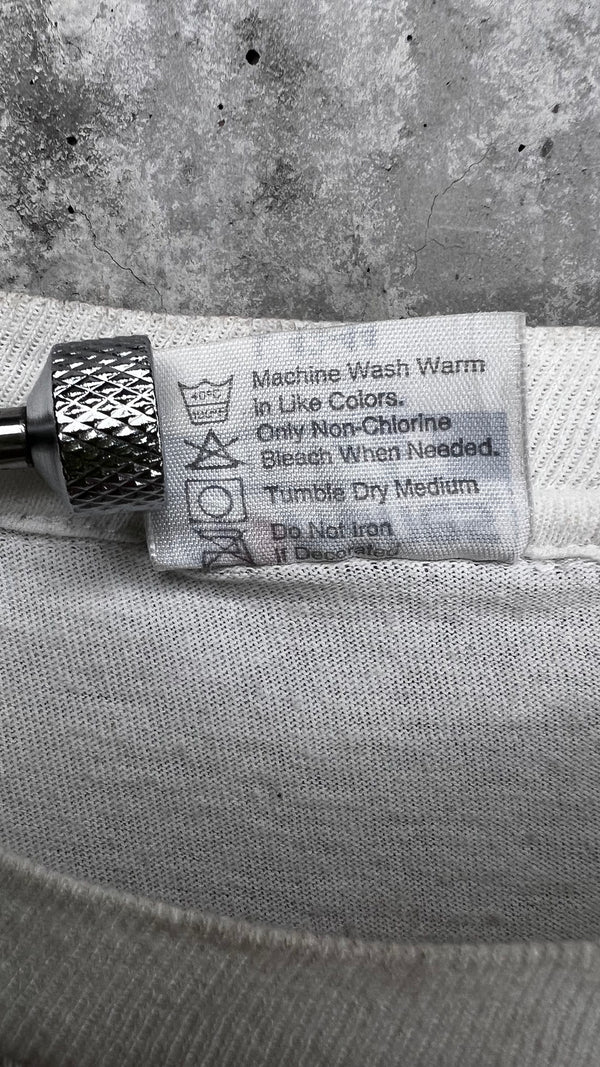 Machine Wash Warm
in Like Colors.
Only Non-Chlorine
Bleach When Needed.
Tumble Dry Medium
Do Not Iron
If Decorated
40°C